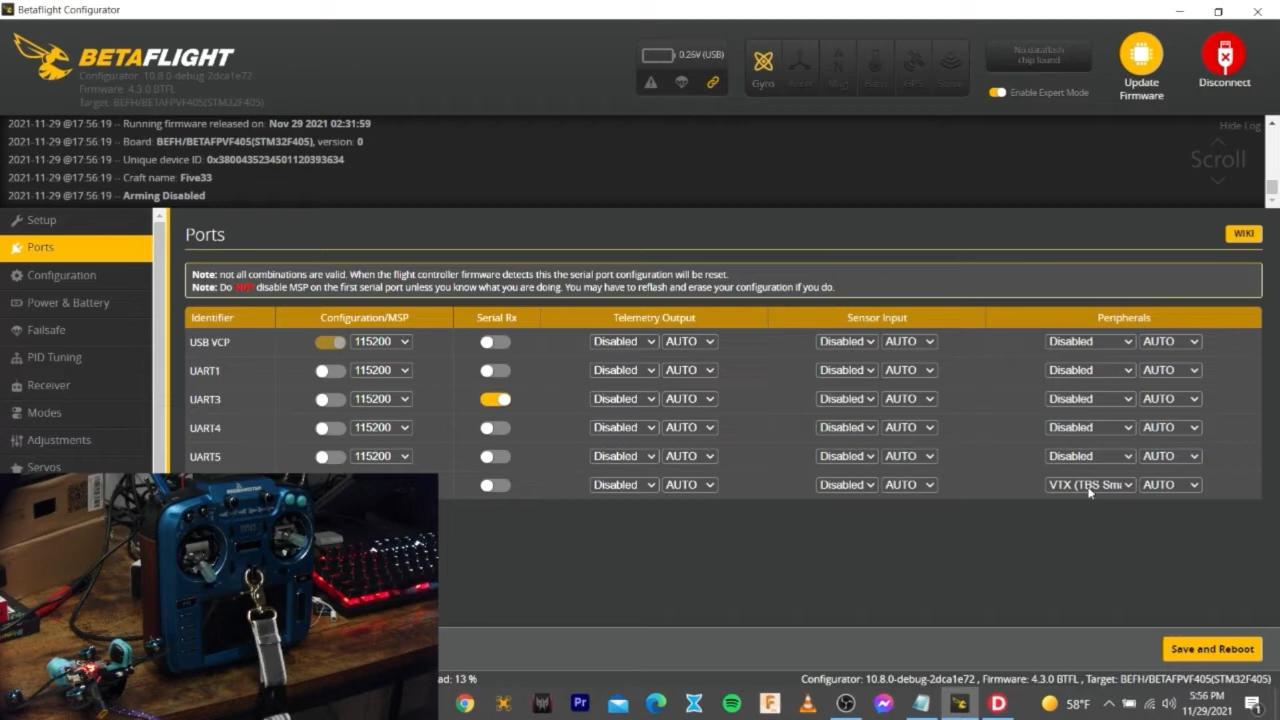 Betaflight Configurator
BETAFLIGHT
Configurator: 10.8.0-debug-2dca1e72
Firmware: 4.3.0 BTFL
Target: BEFH/BETAFPVF405(STM32F405)
0.26V (USB)
Gyro Accel Mag Baro GPS Sonar
No dataflash
chip found
Enable Expert Mode
Update
Firmware
Disconnect
2021-11-29 @17:56:19 -- Running firmware released on: Nov 29 2021 02:31:59
2021-11-29 @17:56:19 -- Board: BEFH/BETAFPVF405(STM32F405), version: 0
2021-11-29 @17:56:19 -- Unique device ID: 0x3800435234501120393634
2021-11-29 @17:56:19 -- Craft name: Five33
2021-11-29 @17:56:19 -- Arming Disabled
Hide Log
Scroll
Setup
Ports
Configuration
Power & Battery
Failsafe
PID Tuning
Receiver
Modes
Adjustments
Servos
Ports
WIKI
Note: not all combinations are valid. When the flight controller firmware detects this the serial port configuration will be reset.
Note: Do NOT disable MSP on the first serial port unless you know what you are doing. You may have to reflash and erase your configuration if you do.
Identifier Configuration/MSP Serial Rx Telemetry Output Sensor Input Peripherals
USB VCP 115200 Disabled AUTO Disabled AUTO Disabled AUTO
UART1 115200 Disabled AUTO Disabled AUTO Disabled AUTO
UART3 115200 Disabled AUTO Disabled AUTO Disabled AUTO
UART4 115200 Disabled AUTO Disabled AUTO Disabled AUTO
UART5 115200 Disabled AUTO Disabled AUTO Disabled AUTO
Disabled AUTO Disabled AUTO VTX (TBS Sma AUTO
Save and Reboot
ad: 13 %
Configurator: 10.8.0-debug-2dca1e72 , Firmware: 4.3.0 BTFL , Target: BEFH/BETAFPVF405(STM32F405)
Pr
58°F
5:56 PM
11/29/2021